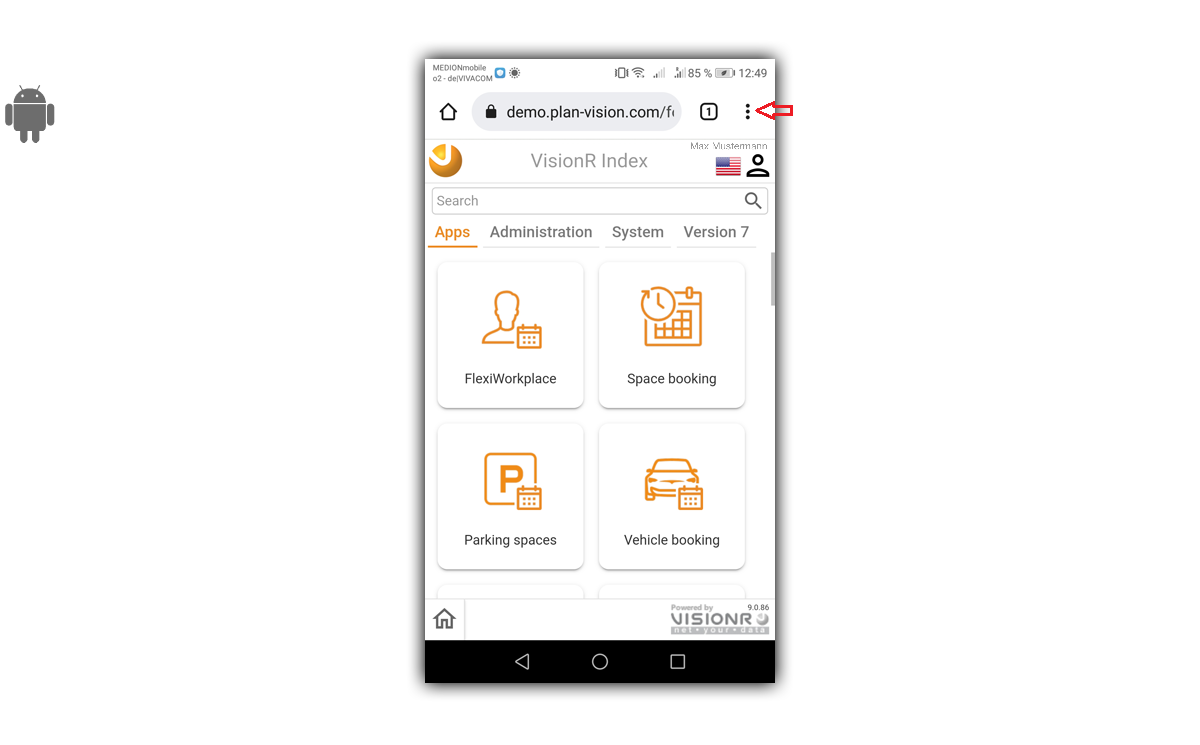 MEDIONmobile
o2 - de|VIVACOM
85 % 12:49
demo.plan-vision.com/f
1
Max Mustermann
VisionR Index
Search
Apps Administration System Version 7
FlexiWorkplace Space booking
P
Parking spaces Vehicle booking
Powered by 9.0.86
VISIONR
net • your • data